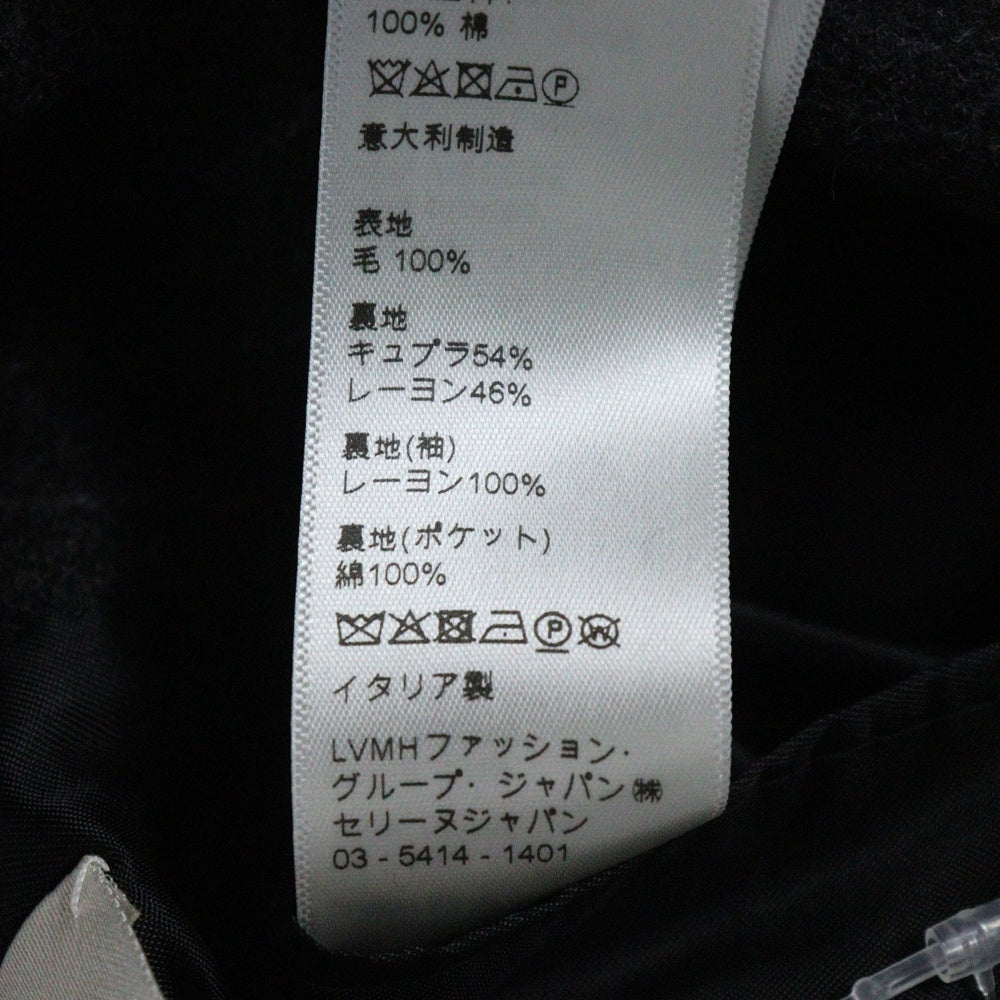 100% 棉
意大利制造
表地
毛 100%
裏地
キュプラ54%
レーヨン46%
裏地(袖)
レーヨン100%
裏地(ポケット)
綿100%
イタリア製
LVMHファッション・
グループ・ジャパン㈱
セリーヌジャパン
03 - 5414 - 1401